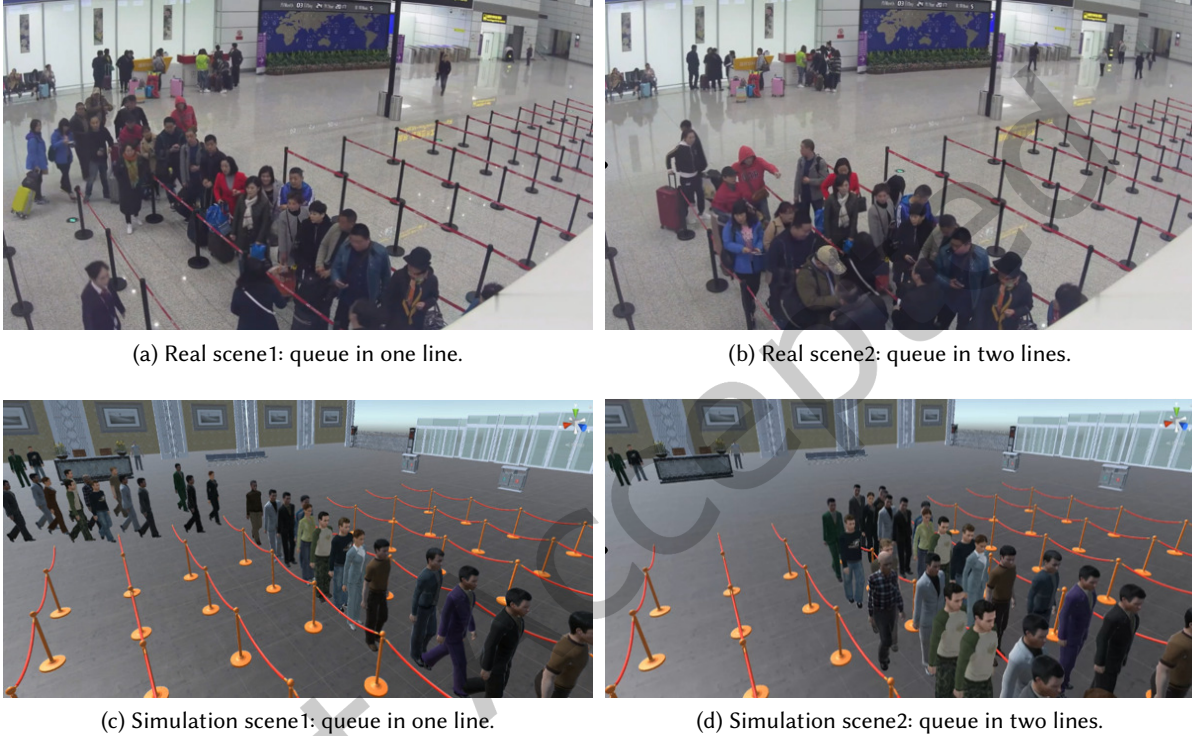 (a) Real scene1: queue in one line.
(b) Real scene2: queue in two lines.
(c) Simulation scene1: queue in one line.
(d) Simulation scene2: queue in two lines.
Accepted